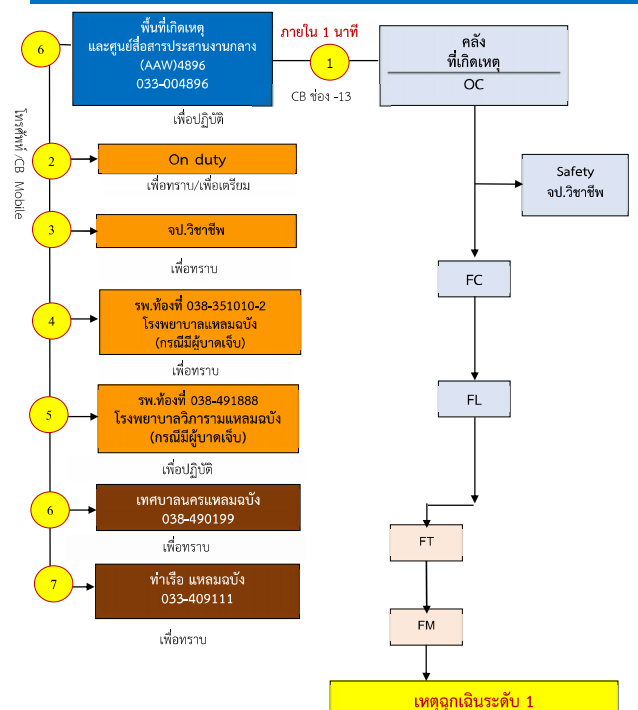 6
พื้นที่เกิดเหตุ
และศูนย์สื่อสารประสานงานกลาง
(AAW)4896
033-004896
เพื่อปฏิบัติ
ภายใน 1 นาที
1
CB ช่อง -13
คลัง
ที่เกิดเหตุ
OC
โทรศัพท์ /CB Mobile
2
On duty
เพื่อทราบ/เพื่อเตรียม
3
จป.วิชาชีพ
เพื่อทราบ
4
รพ.ท้องที่ 038-351010-2
โรงพยาบาลแหลมฉบัง
(กรณีมีผู้บาดเจ็บ)
เพื่อทราบ
5
รพ.ท้องที่ 038-491888
โรงพยาบาลวิภารามแหลมฉบัง
(กรณีมีผู้บาดเจ็บ)
เพื่อปฏิบัติ
6
เทศบาลนครแหลมฉบัง
038-490199
เพื่อทราบ
7
ท่าเรือ แหลมฉบัง
033-409111
เพื่อทราบ
Safety
จป.วิชาชีพ
FC
FL
FT
FM
เหตุฉุกเฉินระดับ 1